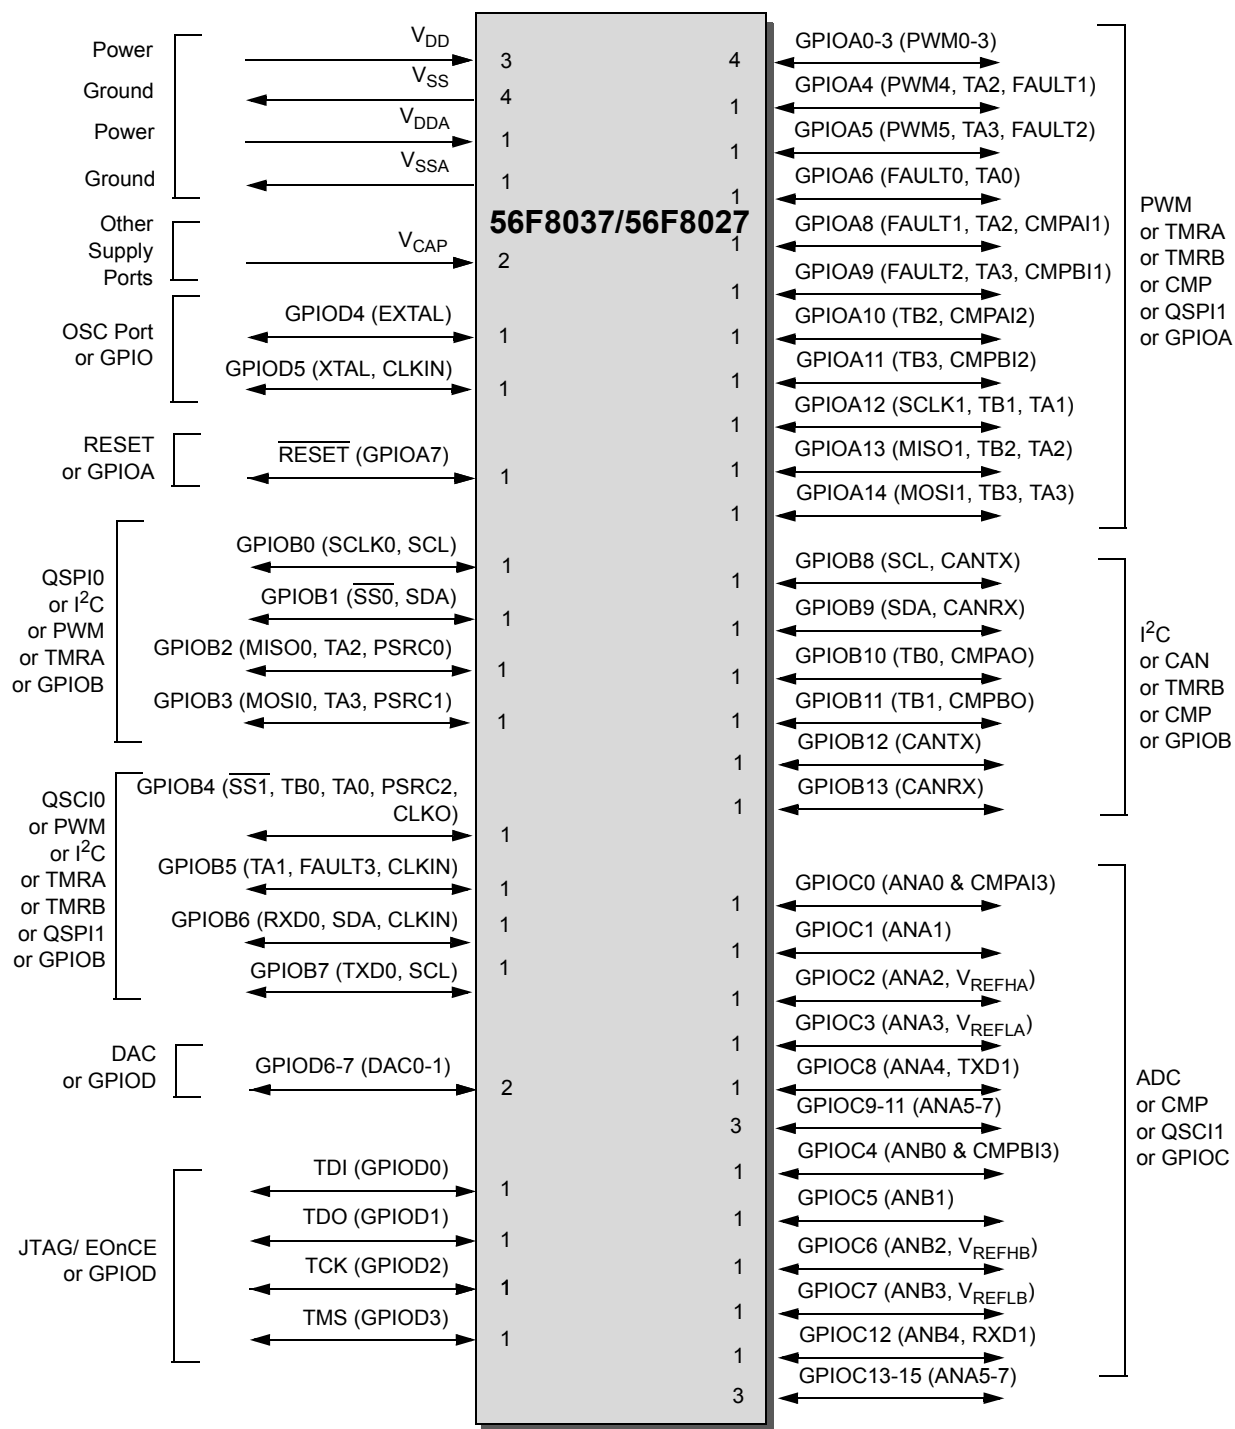 Power
Ground
Power
Ground
VDD
VSS
VDDA
VSSA
3
4
1
1
Other
Supply
Ports
VCAP
2
OSC Port
or GPIO
GPIOD4 (EXTAL)
1
GPIOD5 (XTAL, CLKIN)
1
RESET
or GPIOA
RESET (GPIOA7)
1
QSPI0
or I2C
or PWM
or TMRA
or GPIOB
GPIOB0 (SCLK0, SCL)
1
GPIOB1 (SS0, SDA)
1
GPIOB2 (MISO0, TA2, PSRC0)
1
GPIOB3 (MOSI0, TA3, PSRC1)
1
QSCI0
or PWM
or I2C
or TMRA
or TMRB
or QSPI1
or GPIOB
GPIOB4 (SS1, TB0, TA0, PSRC2,
CLKO)
1
GPIOB5 (TA1, FAULT3, CLKIN)
1
GPIOB6 (RXD0, SDA, CLKIN)
1
GPIOB7 (TXD0, SCL)
1
DAC
or GPIOD
GPIOD6-7 (DAC0-1)
2
JTAG/ EOnCE
or GPIOD
TDI (GPIOD0)
1
TDO (GPIOD1)
1
TCK (GPIOD2)
1
TMS (GPIOD3)
1
56F8037/56F8027
4
GPIOA0-3 (PWM0-3)
1
GPIOA4 (PWM4, TA2, FAULT1)
1
GPIOA5 (PWM5, TA3, FAULT2)
1
GPIOA6 (FAULT0, TA0)
1
GPIOA8 (FAULT1, TA2, CMPAI1)
1
GPIOA9 (FAULT2, TA3, CMPBI1)
1
GPIOA10 (TB2, CMPAI2)
1
GPIOA11 (TB3, CMPBI2)
1
GPIOA12 (SCLK1, TB1, TA1)
1
GPIOA13 (MISO1, TB2, TA2)
1
GPIOA14 (MOSI1, TB3, TA3)
PWM
or TMRA
or TMRB
or CMP
or QSPI1
or GPIOA
1
GPIOB8 (SCL, CANTX)
1
GPIOB9 (SDA, CANRX)
1
GPIOB10 (TB0, CMPAO)
1
GPIOB11 (TB1, CMPBO)
1
GPIOB12 (CANTX)
1
GPIOB13 (CANRX)
I2C
or CAN
or TMRB
or CMP
or GPIOB
1
GPIOC0 (ANA0 & CMPAI3)
1
GPIOC1 (ANA1)
1
GPIOC2 (ANA2, VREFHA)
1
GPIOC3 (ANA3, VREFLA)
1
GPIOC8 (ANA4, TXD1)
3
GPIOC9-11 (ANA5-7)
1
GPIOC4 (ANB0 & CMPBI3)
1
GPIOC5 (ANB1)
1
GPIOC6 (ANB2, VREFHB)
1
GPIOC7 (ANB3, VREFLB)
1
GPIOC12 (ANB4, RXD1)
3
GPIOC13-15 (ANA5-7)
ADC
or CMP
or QSCI1
or GPIOC